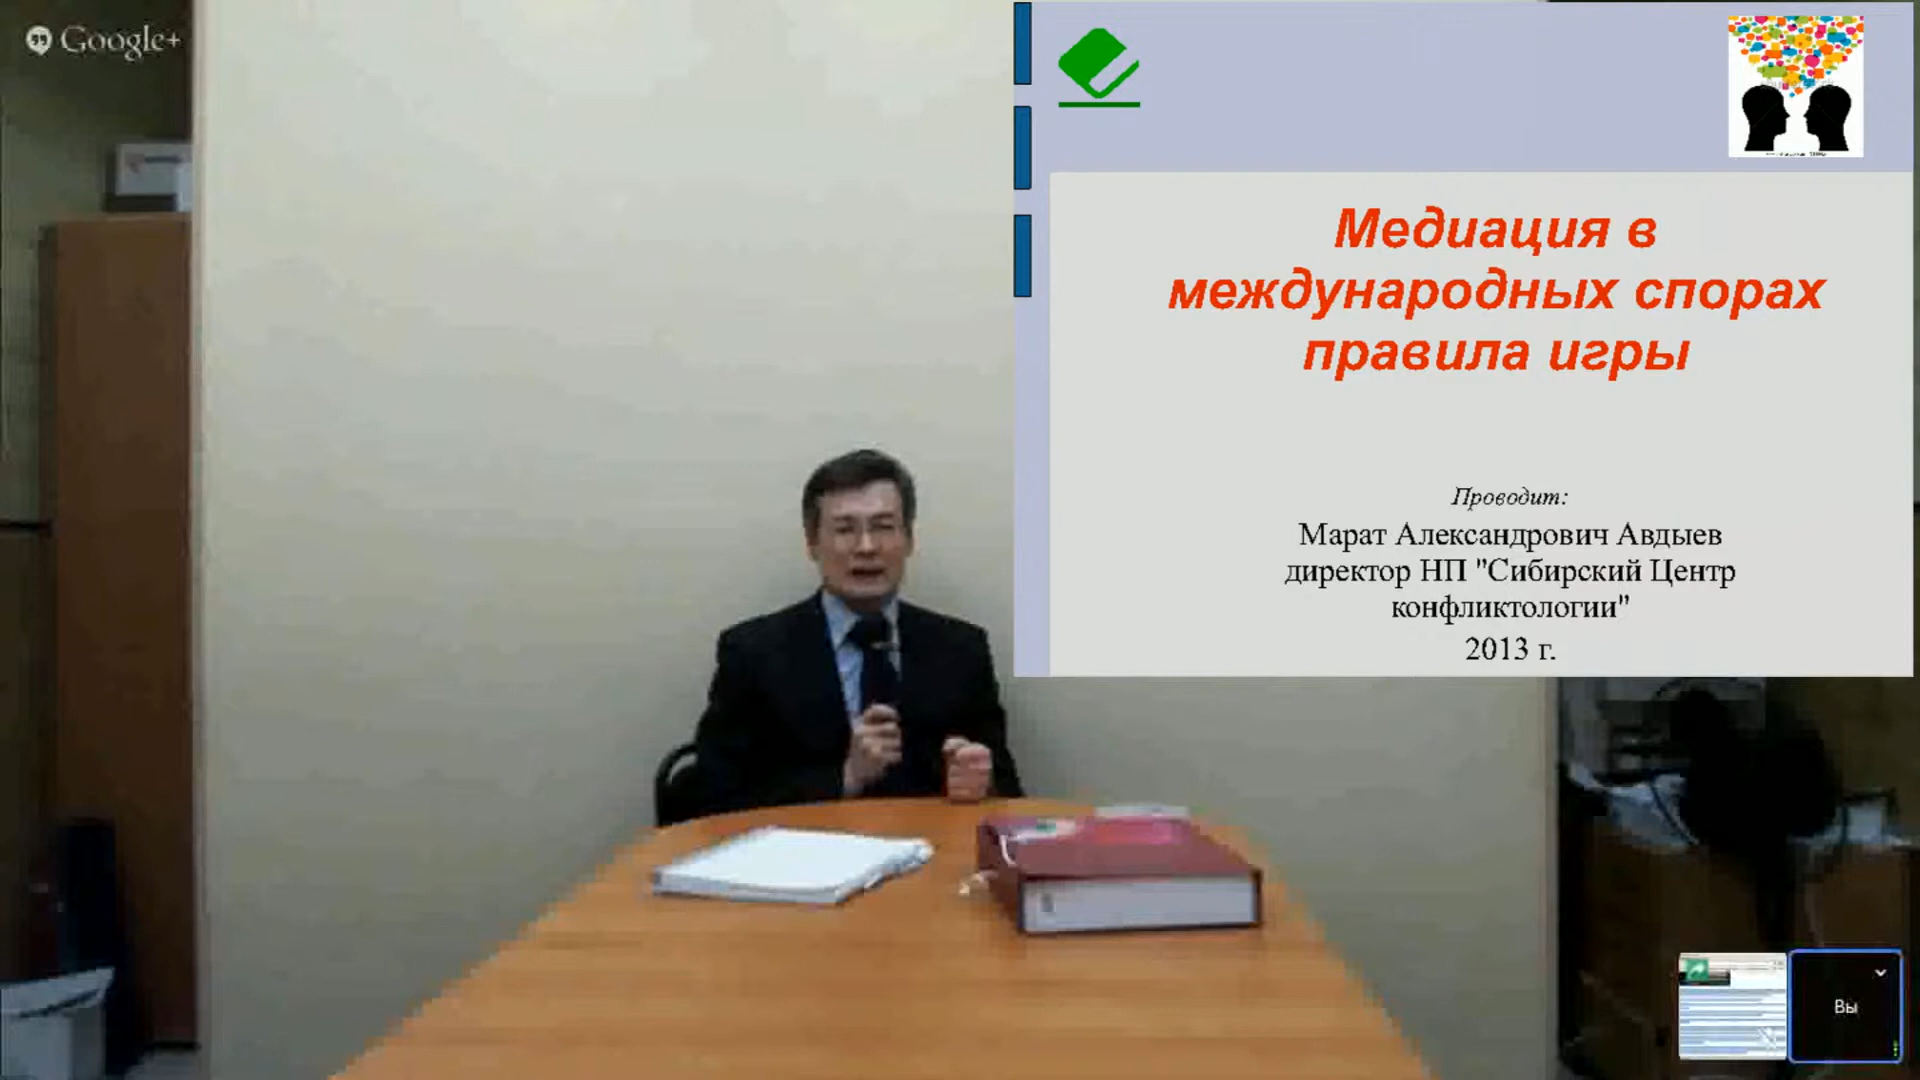 Google+
Медиация в
международных спорах
правила игры
Проводит:
Марат Александрович Авдыев
директор НП "Сибирский Центр
конфликтологии"
2013 г.
Вы